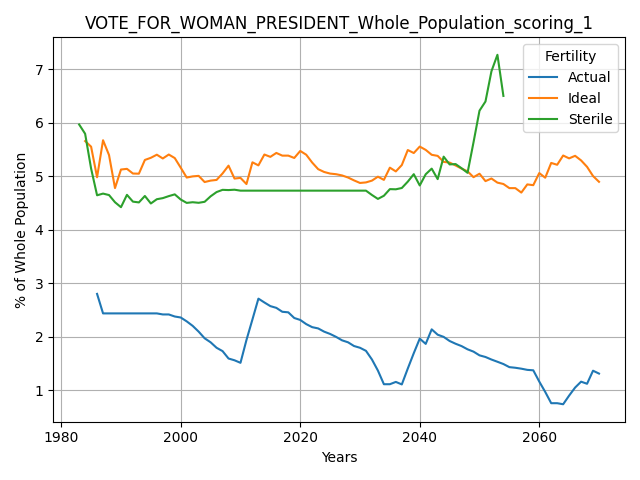 VOTE_FOR_WOMAN_PRESIDENT_Whole_Population_scoring_1
Fertility
Actual
Ideal
Sterile
% of Whole Population
7
6
5
4
3
2
1
1980
2000
2020
2040
2060
Years